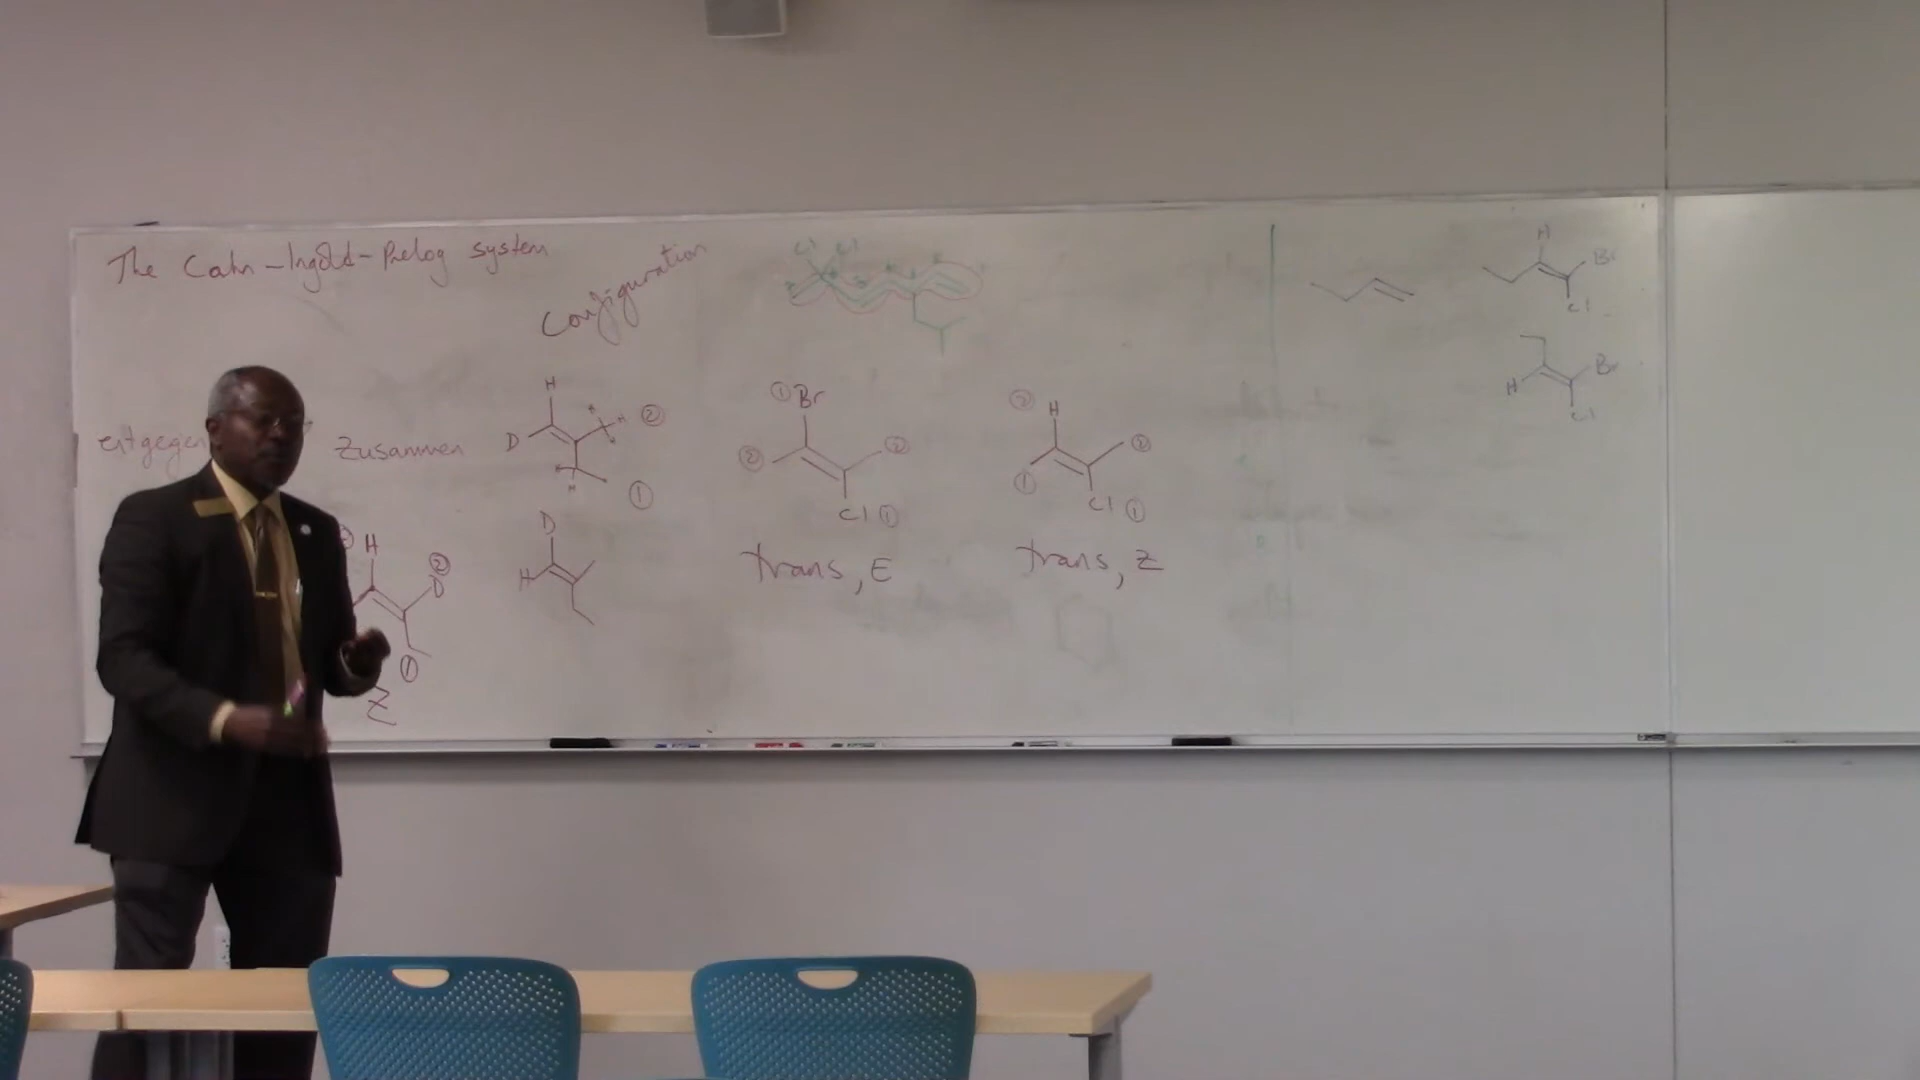 The Cahn-Ingold-Prelog system
configuration
Cl Cl
H
Br
Cl
Br
H
Cl
entgegen
Zusammen
H
D
H
H
②
H
H
①
① Br
②
②
Cl ①
②
H
②
①
Cl ①
trans, E
trans, Z
H
②
D
①
Z
D
H